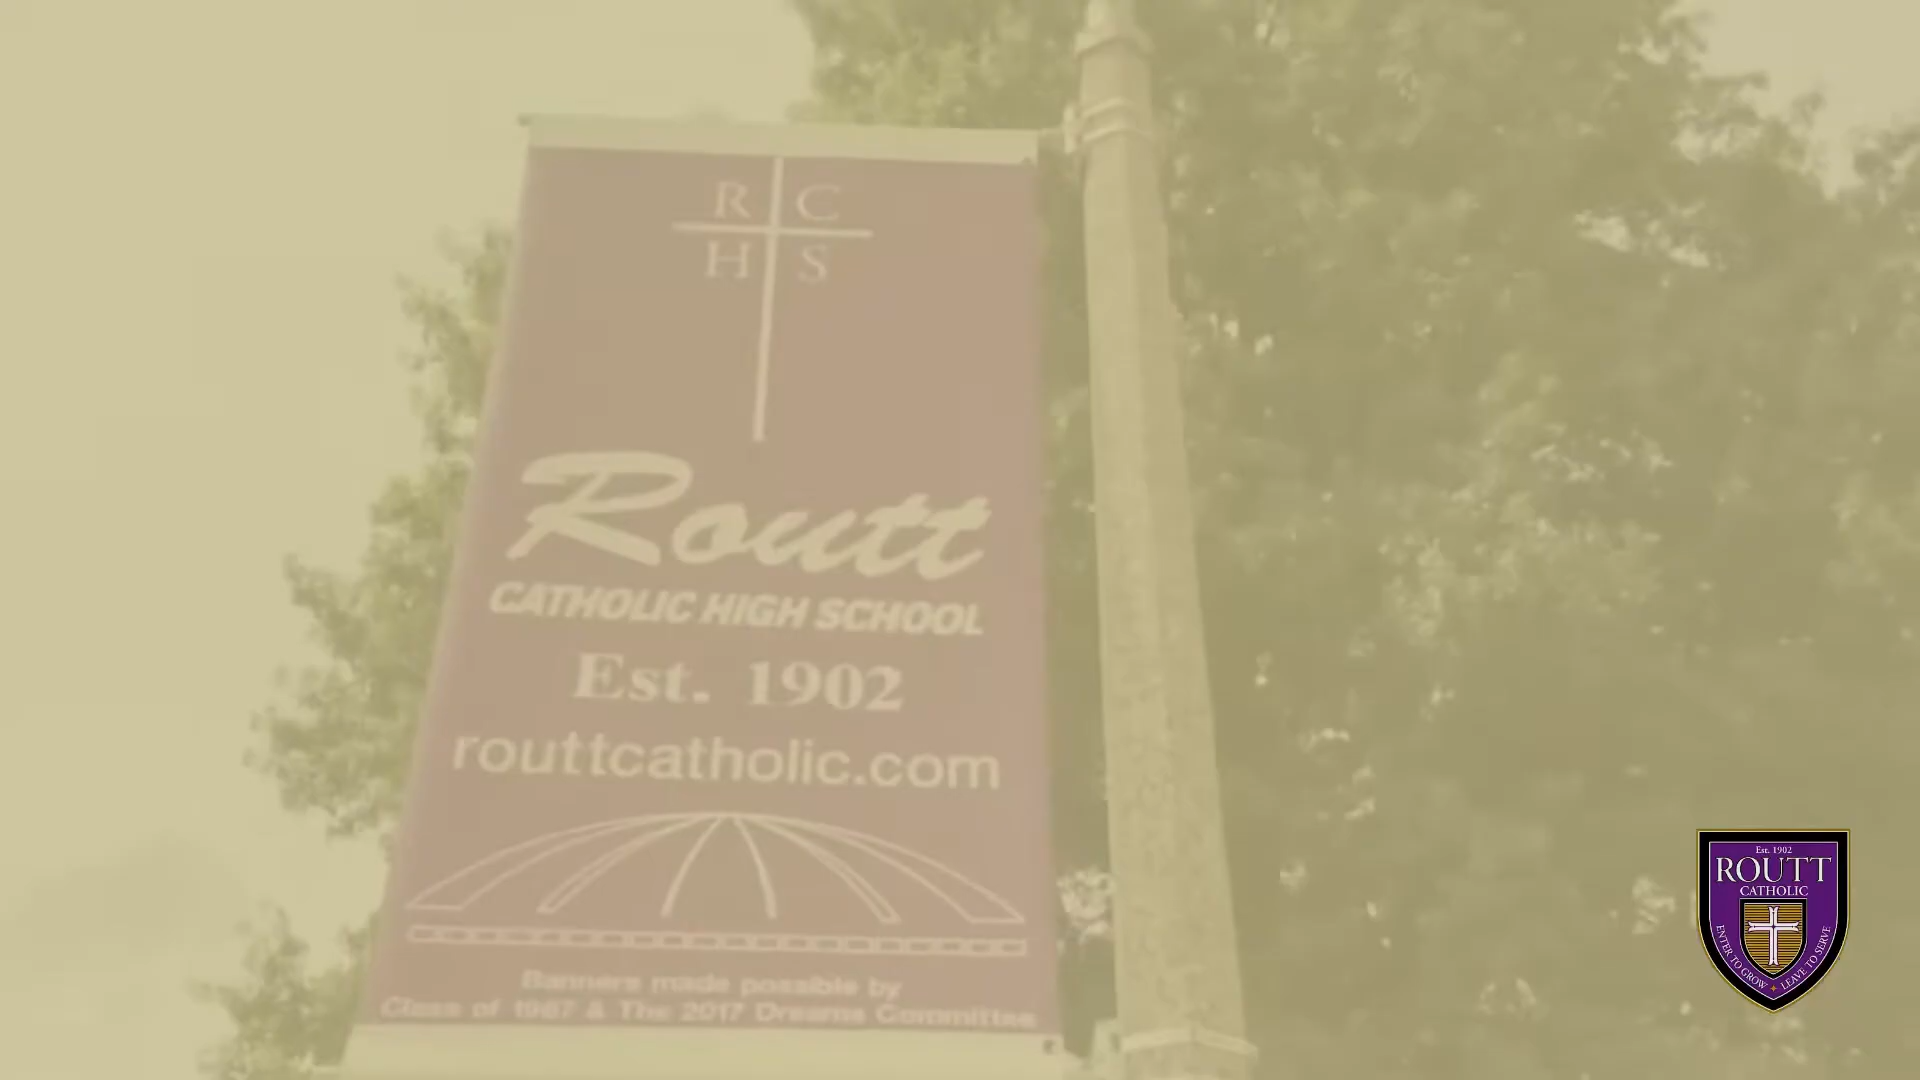 R C
H S
Routt
CATHOLIC HIGH SCHOOL
Est. 1902
routtcatholic.com
Banners made possible by
Class of 1967 & The 2017 Dreams Committee
Est. 1902
ROUTT
CATHOLIC
ENTER TO GROW ✦ LEAVE TO SERVE